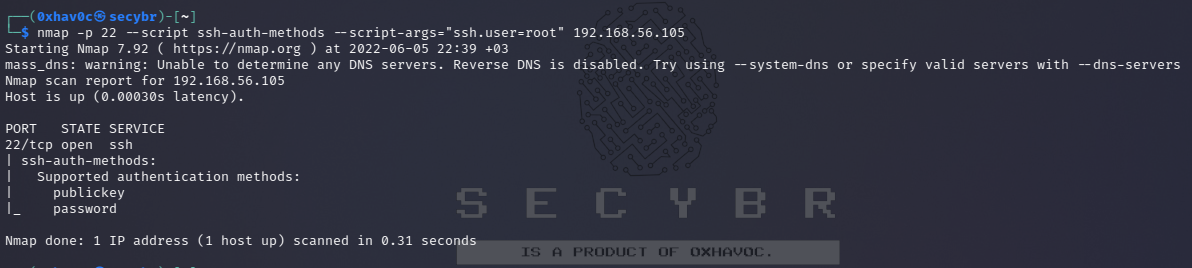 ┌──(0xhav0c㉿secybr)-[~]
└─$ nmap -p 22 --script ssh-auth-methods --script-args="ssh.user=root" 192.168.56.105
Starting Nmap 7.92 ( https://nmap.org ) at 2022-06-05 22:39 +03
mass_dns: warning: Unable to determine any DNS servers. Reverse DNS is disabled. Try using --system-dns or specify valid servers with --dns-servers
Nmap scan report for 192.168.56.105
Host is up (0.00030s latency).
PORT   STATE SERVICE
22/tcp open  ssh
| ssh-auth-methods:
|   Supported authentication methods:
|     publickey
|_    password
SECYBR
Nmap done: 1 IP address (1 host up) scanned in 0.31 seconds
IS A PRODUCT OF 0XHAVOC.